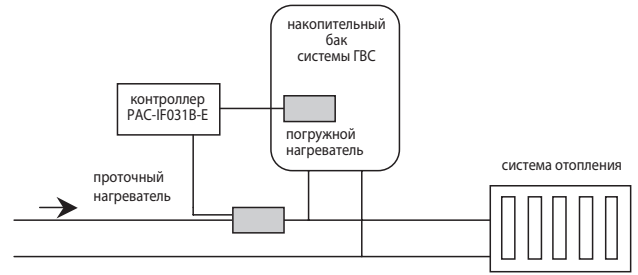 накопительный
бак
системы ГВС
контроллер
PAC-IF031B-E
погружной
нагреватель
проточный
нагреватель
система отопления